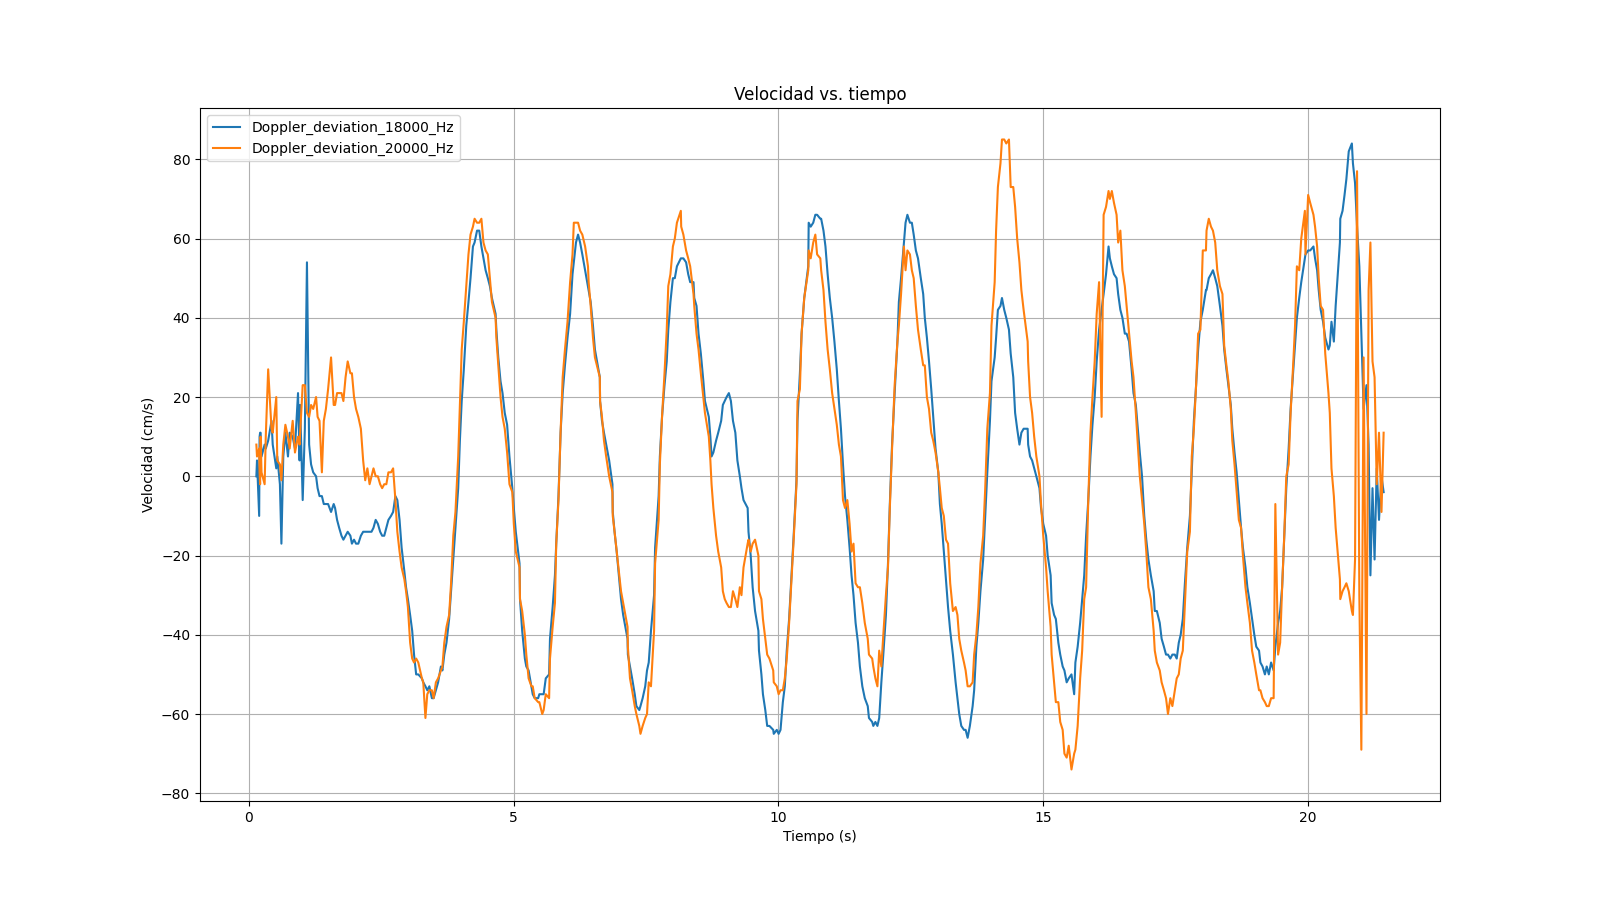 Velocidad vs. tiempo
Doppler_deviation_18000_Hz
Doppler_deviation_20000_Hz
80
60
40
20
0
−20
−40
−60
−80
Velocidad (cm/s)
0 5 10 15 20
Tiempo (s)